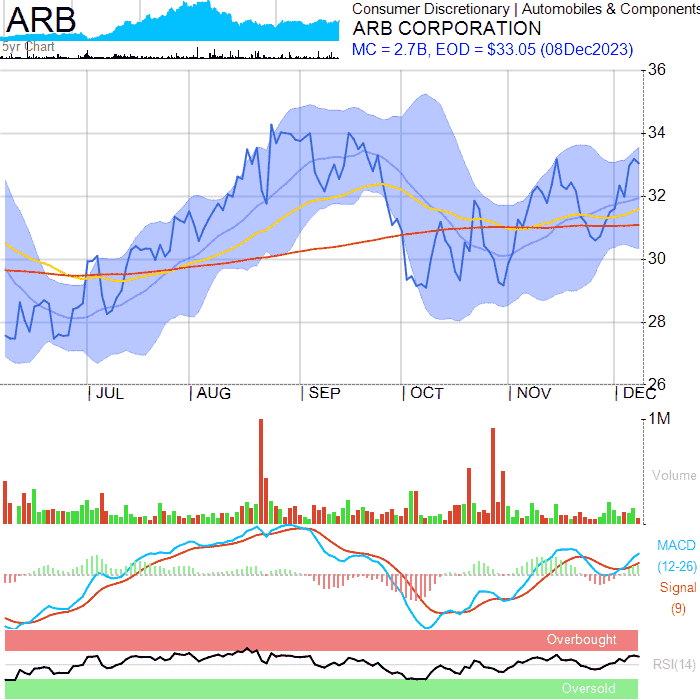 ARB
5yr Chart
Consumer Discretionary | Automobiles & Components
ARB CORPORATION
MC = 2.7B, EOD = $33.05 (08Dec2023)
36
34
32
30
28
26
JUL
AUG
SEP
OCT
NOV
DEC
1M
Volume
MACD
(12-26)
Signal
(9)
Overbought
RSI(14)
Oversold